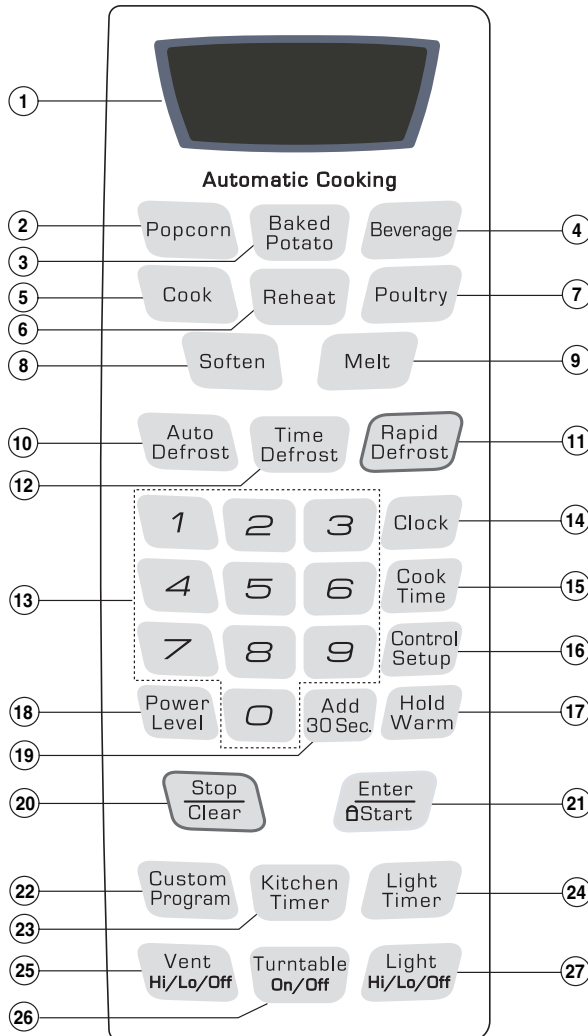 1
Automatic Cooking
2
Popcorn
Baked
Potato
3
Beverage
4
5
Cook
6
Reheat
Poultry
7
8
Soften
Melt
9
10
Auto
Defrost
Time
Defrost
12
Rapid
Defrost
11
1 2 3
Clock
14
13
4 5 6
Cook
Time
15
7 8 9
Control
Setup
16
18
Power
Level
0
Add
30 Sec.
19
Hold
Warm
17
20
Stop
Clear
Enter
Start
21
22
Custom
Program
Kitchen
Timer
23
Light
Timer
24
25
Vent
Hi/Lo/Off
Turntable
On/Off
26
Light
Hi/Lo/Off
27